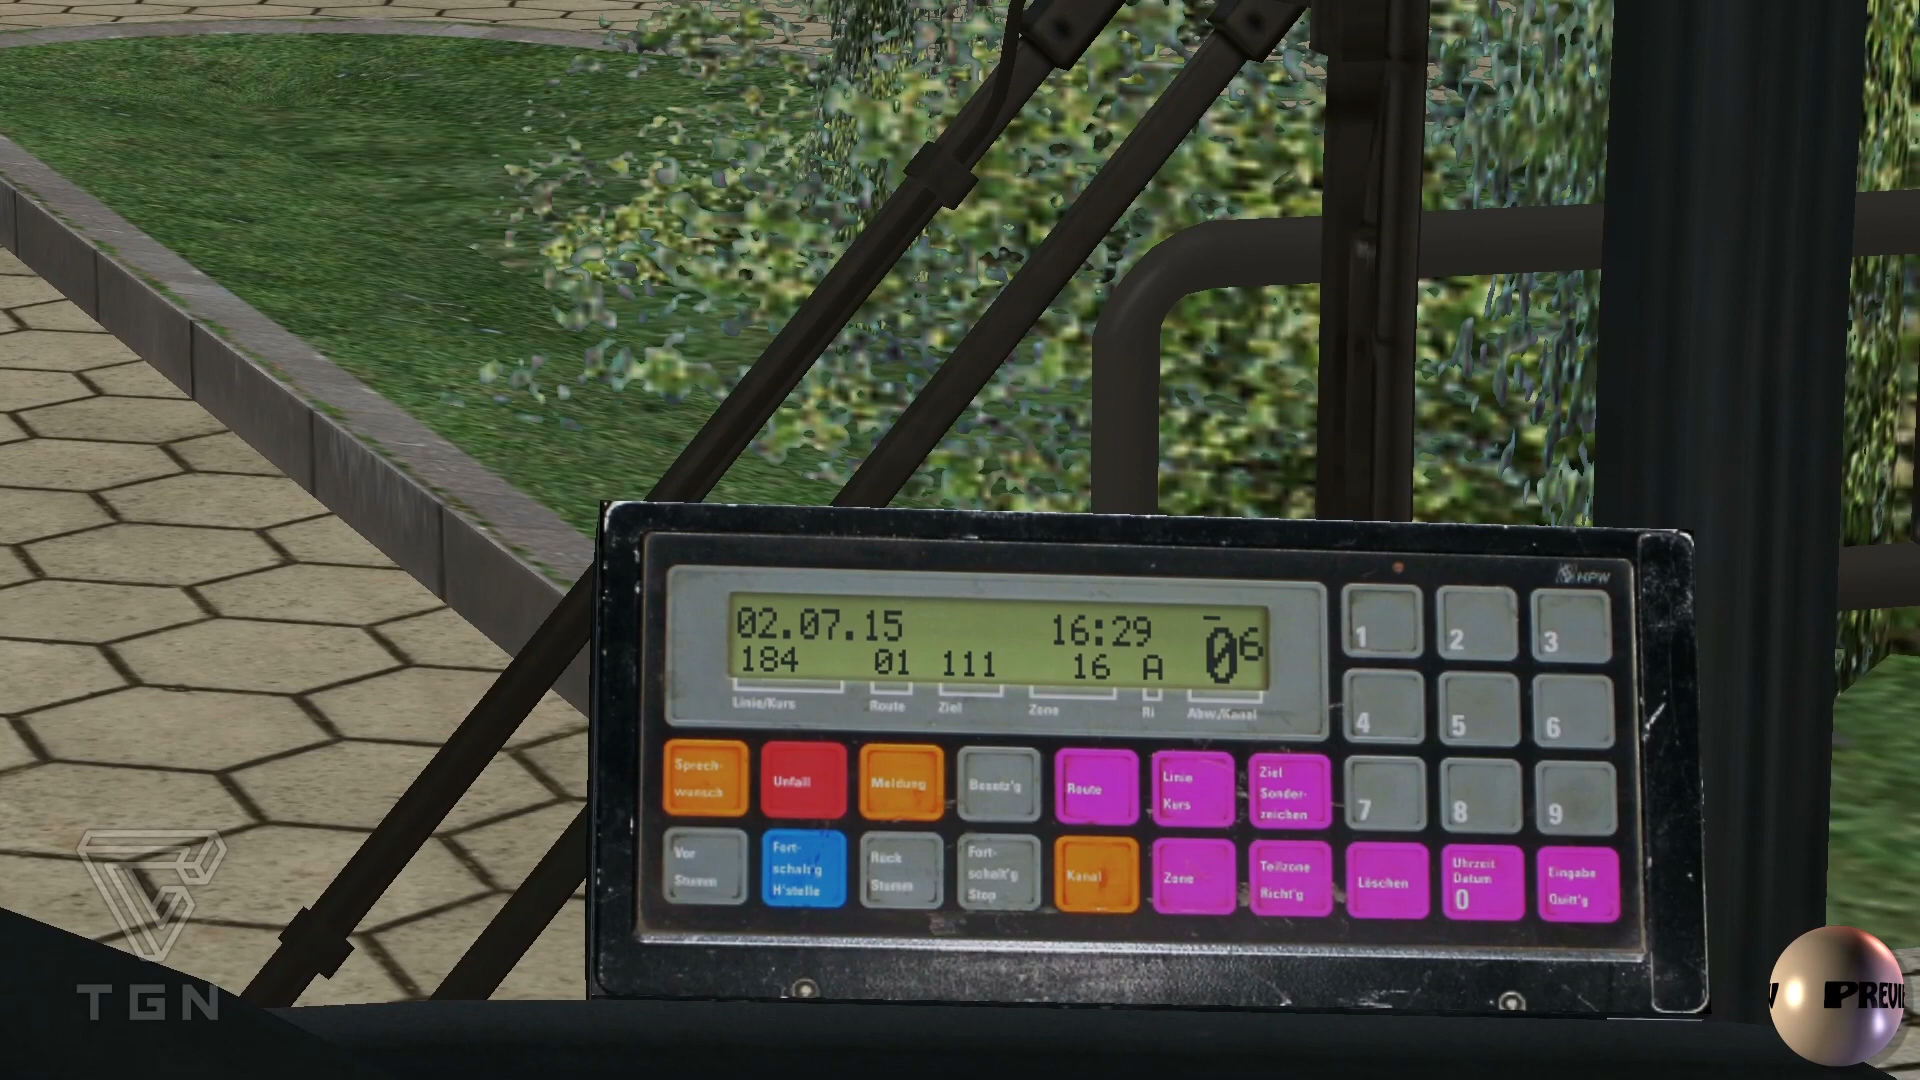 HPW
02.07.15 16:29 06
184 01 111 16 A
Linie/Kurs Route Ziel Zone Ri Abw./Kanal
1 2 3
4 5 6
7 8 9
Sprech-
wunsch
Unfall
Meldung
Besetz'g
Route
Linie
Kurs
Ziel
Sonder-
zeichen
Vor
Stamm
Fort-
schalt'g
H'stelle
Rück
Stamm
Fort-
schalt'g
Stop
Kanal
Zone
Teilzone
Richt'g
Löschen
Uhrzeit
Datum
0
Eingabe
Quitt'g
TGN